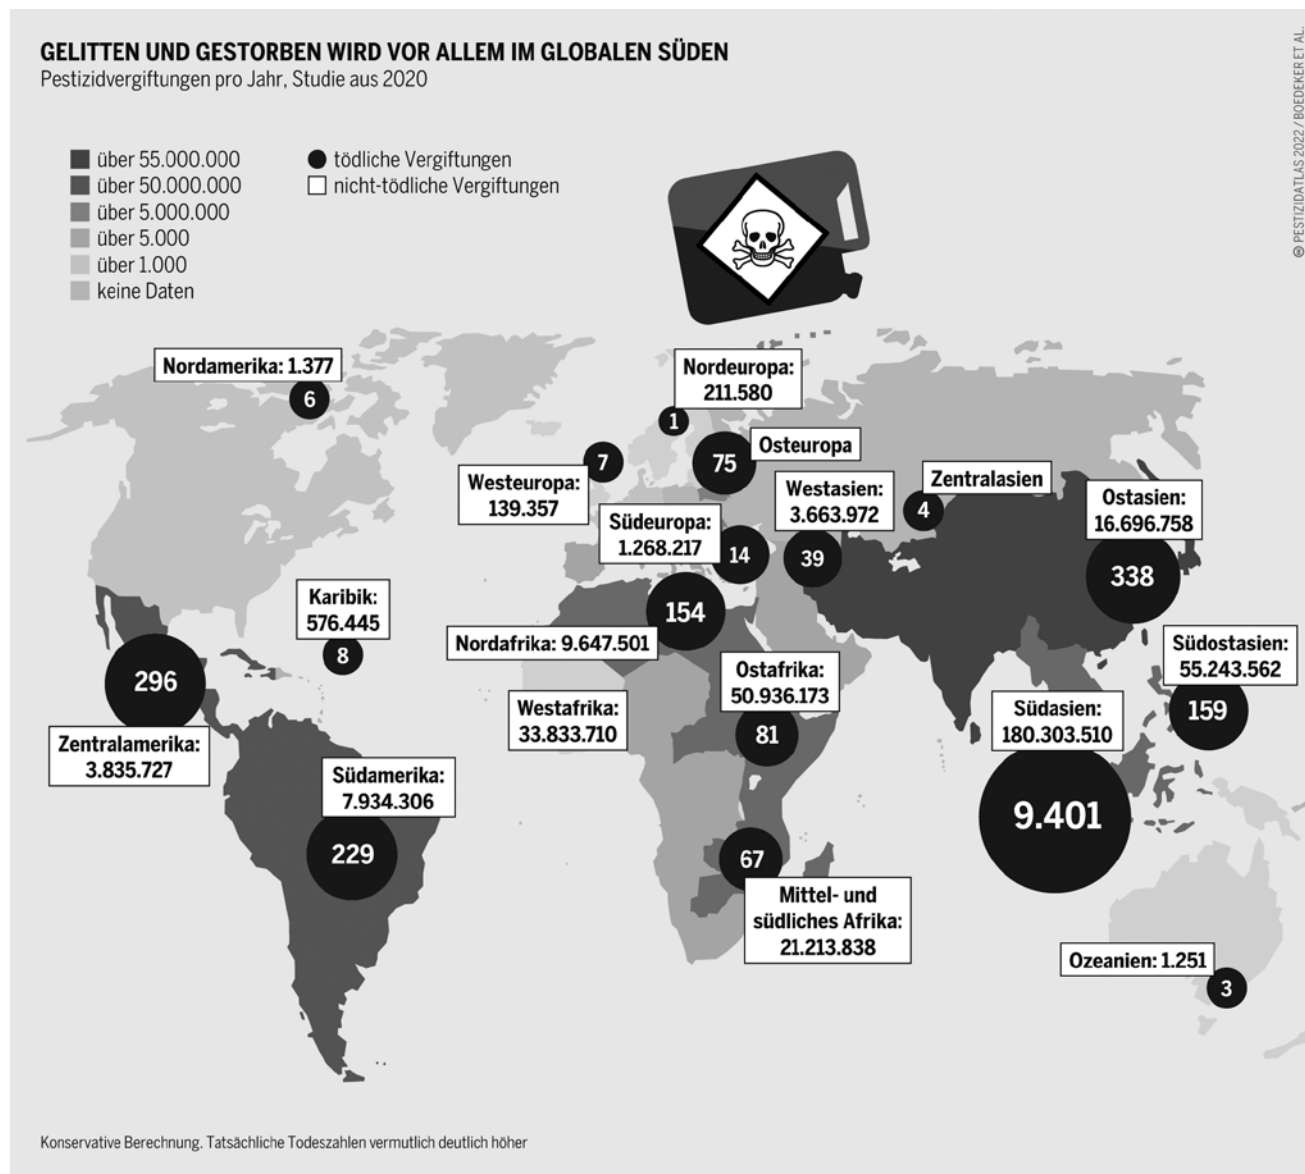 GELITTEN UND GESTORBEN WIRD VOR ALLEM IM GLOBALEN SÜDEN
Pestizidvergiftungen pro Jahr, Studie aus 2020
über 55.000.000
über 50.000.000
über 5.000.000
über 5.000
über 1.000
keine Daten
tödliche Vergiftungen
nicht-tödliche Vergiftungen
PESTIZIDATLAS 2022 / BOEDEKER ET AL.
Nordamerika: 1.377
6
Nordeuropa:
211.580
1
Osteuropa
75
Westeuropa:
139.357
7
Südeuropa:
1.268.217
14
Westasien:
3.663.972
39
Zentralasien
4
Ostasien:
16.696.758
338
Karibik:
576.445
8
Nordafrika: 9.647.501
154
Ostafrika:
50.936.173
81
Westafrika:
33.833.710
Südostasien:
55.243.562
159
Südasien:
180.303.510
9.401
296
Zentralamerika:
3.835.727
Südamerika:
7.934.306
229
67
Mittel- und
südliches Afrika:
21.213.838
Ozeanien: 1.251
3
Konservative Berechnung. Tatsächliche Todeszahlen vermutlich deutlich höher